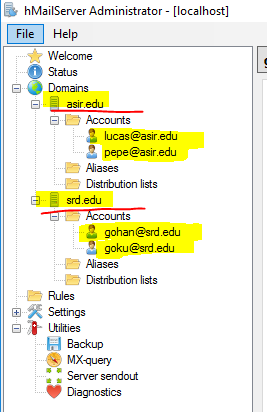 hMailServer Administrator - [localhost]
File Help
Welcome
Status
Domains
asir.edu
Accounts
lucas@asir.edu
pepe@asir.edu
Aliases
Distribution lists
srd.edu
Accounts
gohan@srd.edu
goku@srd.edu
Aliases
Distribution lists
Rules
Settings
Utilities
Backup
MX-query
Server sendout
Diagnostics